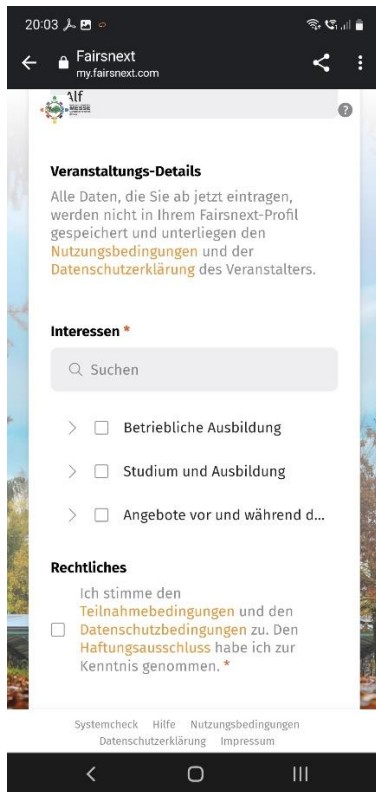 20:03
Fairsnext
my.fairsnext.com
Alf
MESSE
?
Veranstaltungs-Details
Alle Daten, die Sie ab jetzt eintragen,
werden nicht in Ihrem Fairsnext-Profil
gespeichert und unterliegen den
Nutzungsbedingungen und der
Datenschutzerklärung des Veranstalters.
Interessen *
Suchen
Betriebliche Ausbildung
Studium und Ausbildung
Angebote vor und während d...
Rechtliches
Ich stimme den
Teilnahmebedingungen und den
Datenschutzbedingungen zu. Den
Haftungsausschluss habe ich zur
Kenntnis genommen. *
Systemcheck Hilfe Nutzungsbedingungen
Datenschutzerklärung Impressum